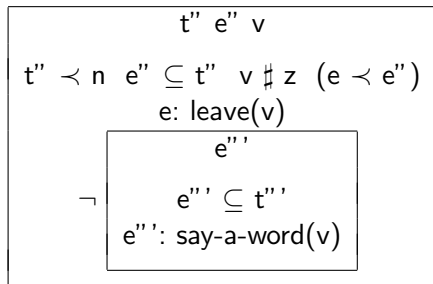 t” e” v
t” ≺ n e” ⊆ t” v ♯ z (e ≺ e”)
e: leave(v)
e”’
¬ e”’ ⊆ t”’
e”’: say-a-word(v)